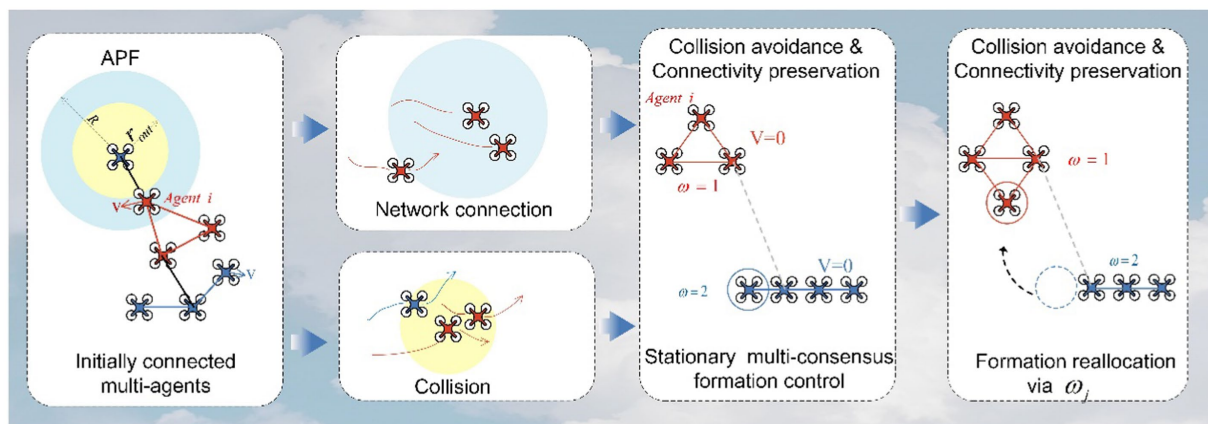 APF
R
r out
Agent i
V
V
Initially connected
multi-agents
Network connection
Collision
Collision avoidance &
Connectivity preservation
Agent i
V=0
ω = 1
V=0
ω=2
Stationary multi-consensus
formation control
Collision avoidance &
Connectivity preservation
ω = 1
ω=2
Formation reallocation
via ω_j